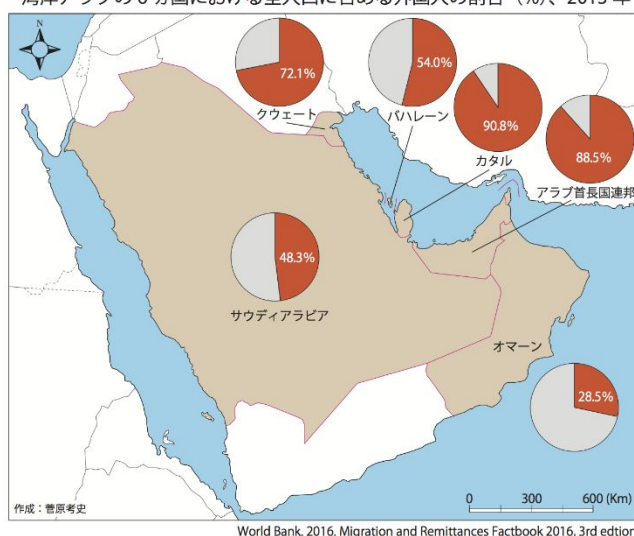 湾岸アラブの6か国における全人口に占める外国人の割合（%）、2015年
72.1%
クウェート
54.0%
バハレーン
90.8%
カタル
88.5%
アラブ首長国連邦
48.3%
サウディアラビア
オマーン
28.5%
0 300 600 (Km)
作成：菅原考史
World Bank, 2016, Migration and Remittances Factbook 2016, 3rd edtion